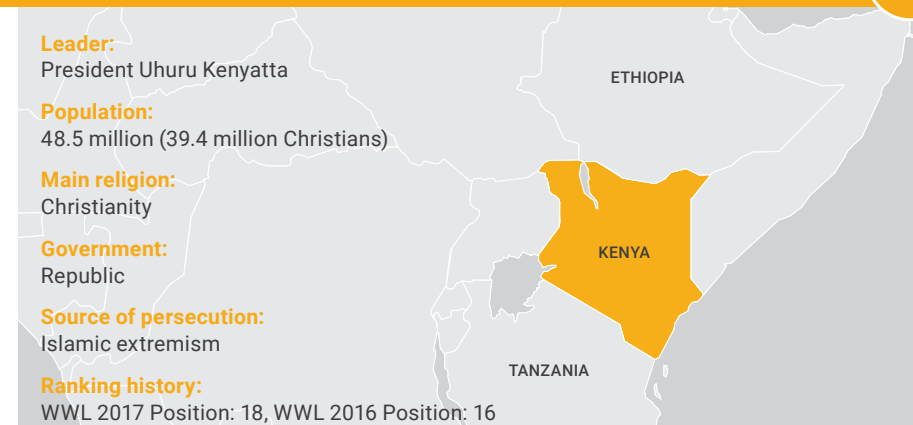 Leader:
President Uhuru Kenyatta
Population:
48.5 million (39.4 million Christians)
Main religion:
Christianity
Government:
Republic
Source of persecution:
Islamic extremism
Ranking history:
WWL 2017 Position: 18, WWL 2016 Position: 16
ETHIOPIA
KENYA
TANZANIA